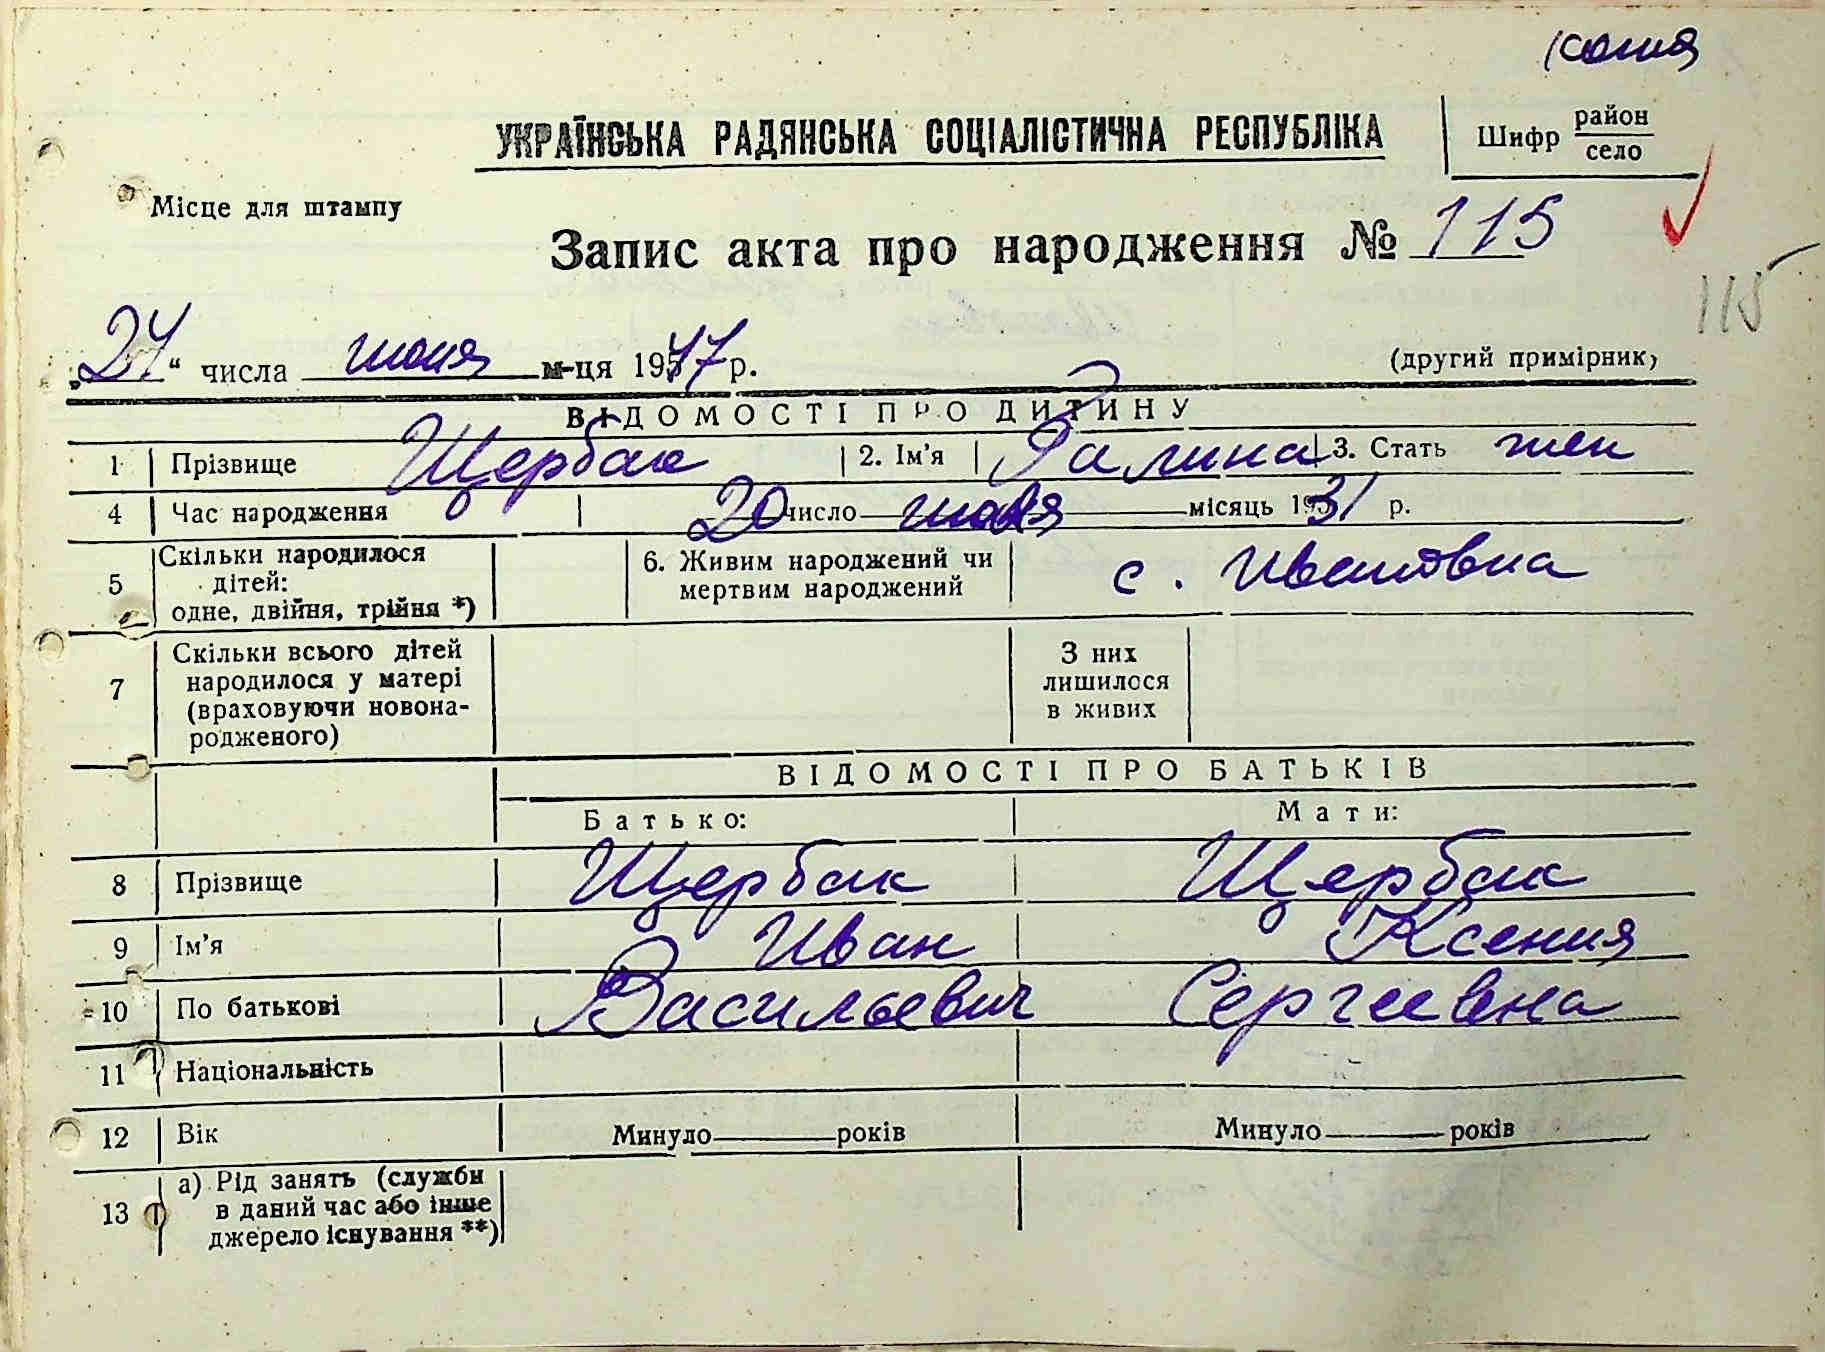 копия
УКРАЇНСЬКА РАДЯНСЬКА СОЦІАЛІСТИЧНА РЕСПУБЛІКА
Шифр район
село
Місце для штампу
Запис акта про народження № 115
115
„24“ числа июня м-ця 1947 р.
(другий примірник)
ВІДОМОСТІ ПРО ДИТИНУ
1 Прізвище Щербак 2. Ім'я Галина 3. Стать жен
4 Час народження 20 число июля місяць 1931 р.
5 Скільки народилося
дітей:
одне, двійня, трійня *)
6. Живим народжений чи
мертвим народжений
с. Ивановка
7 Скільки всього дітей
народилося у матері
(враховуючи новона-
родженого)
З них
лишилося
в живих
ВІДОМОСТІ ПРО БАТЬКІВ
Батько: Мати:
8 Прізвище Щербак Щербак
9 Ім'я Иван Ксения
10 По батькові Васильевич Сергеевна
11 Національність
12 Вік Минуло років Минуло років
13 а) Рід занять (служби
в даний час або інше
джерело існування **)